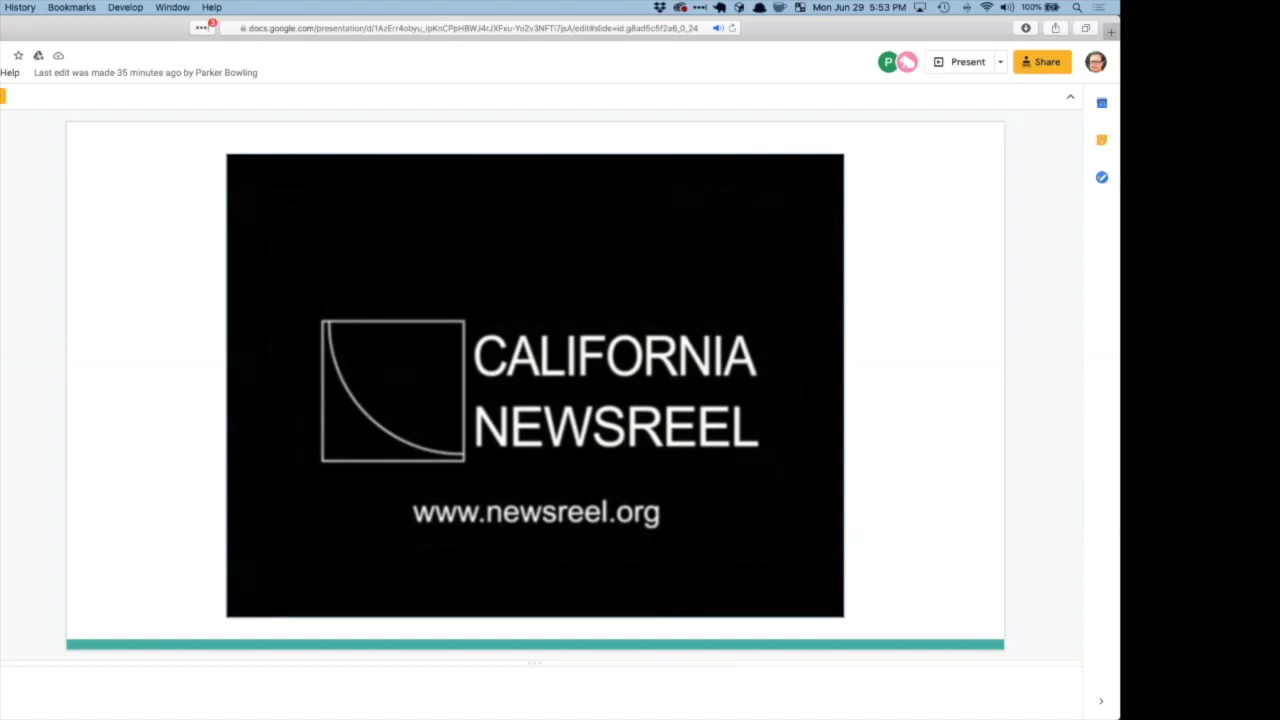 History Bookmarks Develop Window Help
Mon Jun 29 5:53 PM
100%
3
Help Last edit was made 35 minutes ago by Parker Bowling
P
Present
Share
CALIFORNIA
NEWSREEL
www.newsreel.org